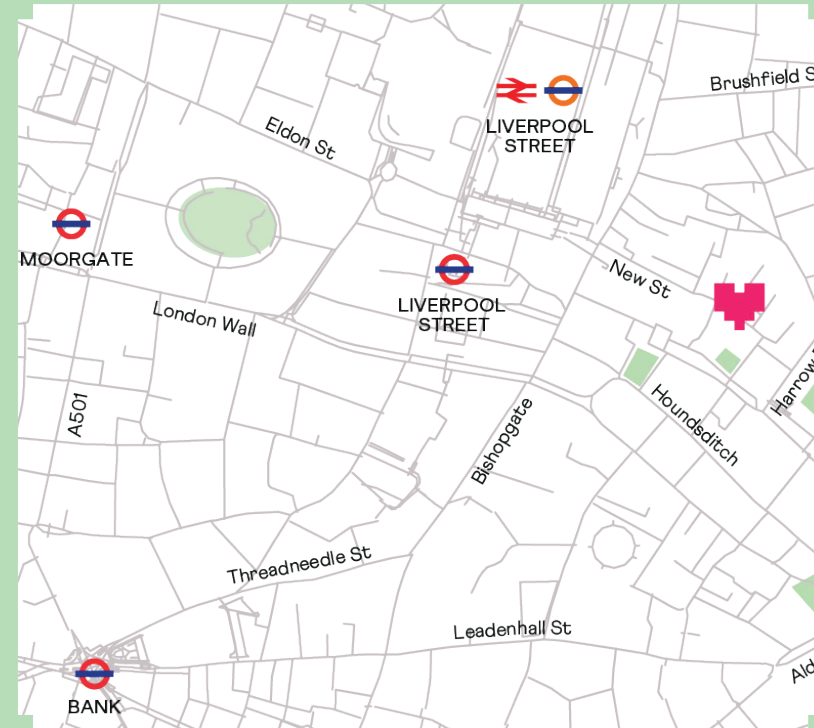 Brushfield S
LIVERPOOL
STREET
Eldon St
MOORGATE
New St
LIVERPOOL
STREET
London Wall
Harrow
A501
Houndsditch
Bishopgate
Threadneedle St
Leadenhall St
Ald
BANK